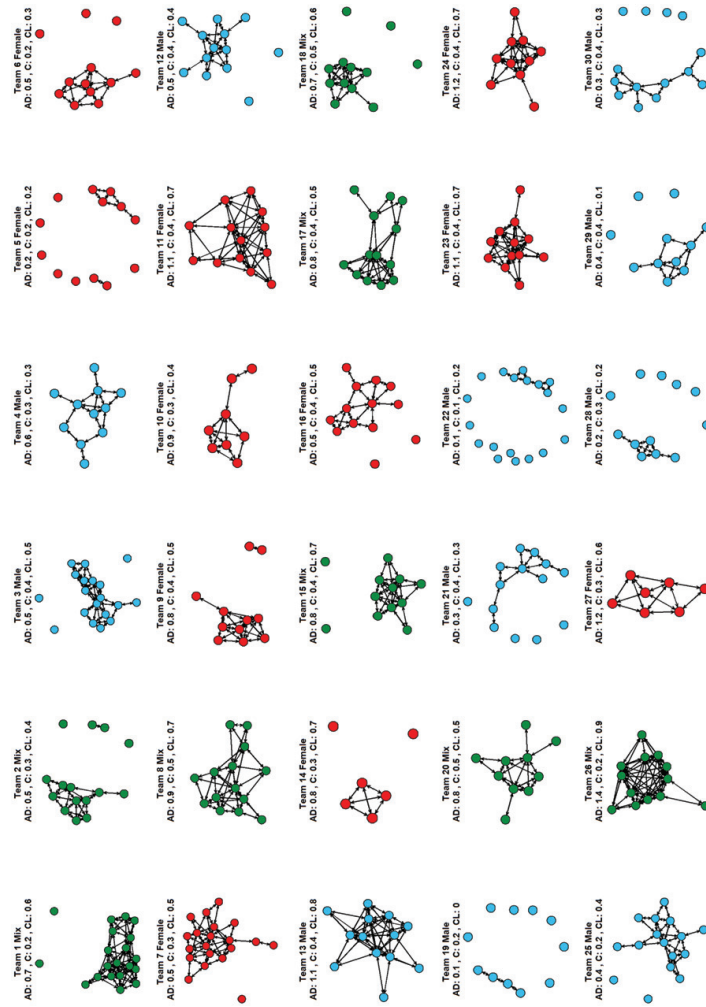 Team 1 Mix
AD: 0.7 , C: 0.2 , CL: 0.6
Team 2 Mix
AD: 0.5 , C: 0.3 , CL: 0.4
Team 3 Male
AD: 0.5 , C: 0.4 , CL: 0.5
Team 4 Male
AD: 0.6 , C: 0.3 , CL: 0.3
Team 5 Female
AD: 0.2 , C: 0.2 , CL: 0.2
Team 6 Female
AD: 0.5 , C: 0.2 , CL: 0.3
Team 7 Female
AD: 0.5 , C: 0.3 , CL: 0.5
Team 8 Mix
AD: 0.9 , C: 0.5 , CL: 0.7
Team 9 Female
AD: 0.8 , C: 0.4 , CL: 0.5
Team 10 Female
AD: 0.9 , C: 0.3 , CL: 0.4
Team 11 Female
AD: 1.1 , C: 0.4 , CL: 0.7
Team 12 Male
AD: 0.5 , C: 0.4 , CL: 0.4
Team 13 Male
AD: 1.1 , C: 0.4 , CL: 0.8
Team 14 Female
AD: 0.8 , C: 0.3 , CL: 0.7
Team 15 Mix
AD: 0.8 , C: 0.4 , CL: 0.7
Team 16 Female
AD: 0.5 , C: 0.4 , CL: 0.5
Team 17 Mix
AD: 0.8 , C: 0.4 , CL: 0.5
Team 18 Mix
AD: 0.7 , C: 0.5 , CL: 0.6
Team 19 Male
AD: 0.1 , C: 0.2 , CL: 0
Team 20 Mix
AD: 0.8 , C: 0.5 , CL: 0.5
Team 21 Male
AD: 0.3 , C: 0.4 , CL: 0.3
Team 22 Male
AD: 0.1 , C: 0.1 , CL: 0.2
Team 23 Female
AD: 1.1 , C: 0.4 , CL: 0.7
Team 24 Female
AD: 1.2 , C: 0.4 , CL: 0.7
Team 25 Male
AD: 0.4 , C: 0.2 , CL: 0.4
Team 26 Mix
AD: 1.4 , C: 0.2 , CL: 0.9
Team 27 Female
AD: 1.2 , C: 0.3 , CL: 0.6
Team 28 Male
AD: 0.2 , C: 0.3 , CL: 0.2
Team 29 Male
AD: 0.4 , C: 0.4 , CL: 0.1
Team 30 Male
AD: 0.3 , C: 0.4 , CL: 0.3